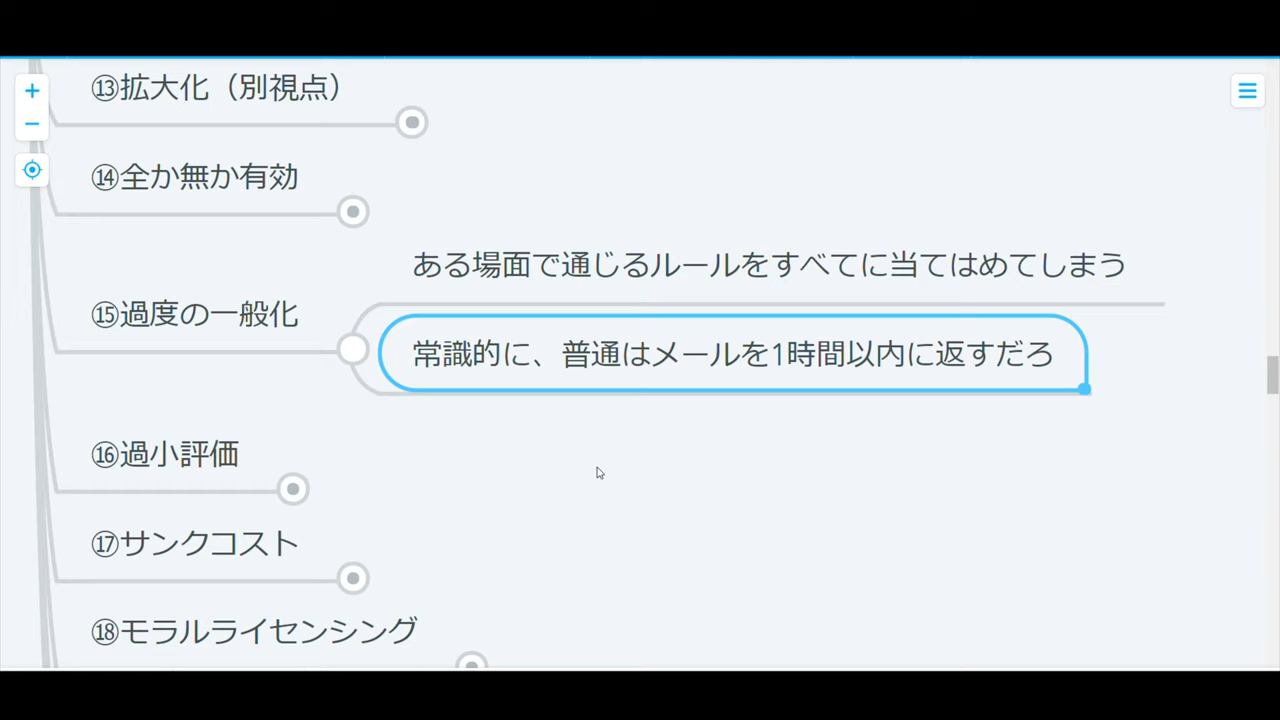 ⑬拡大化（別視点）
⑭全か無か有効
ある場面で通じるルールをすべてに当てはめてしまう
⑮過度の一般化
常識的に、普通はメールを1時間以内に返すだろ
⑯過小評価
⑰サンクコスト
⑱モラルライセンシング